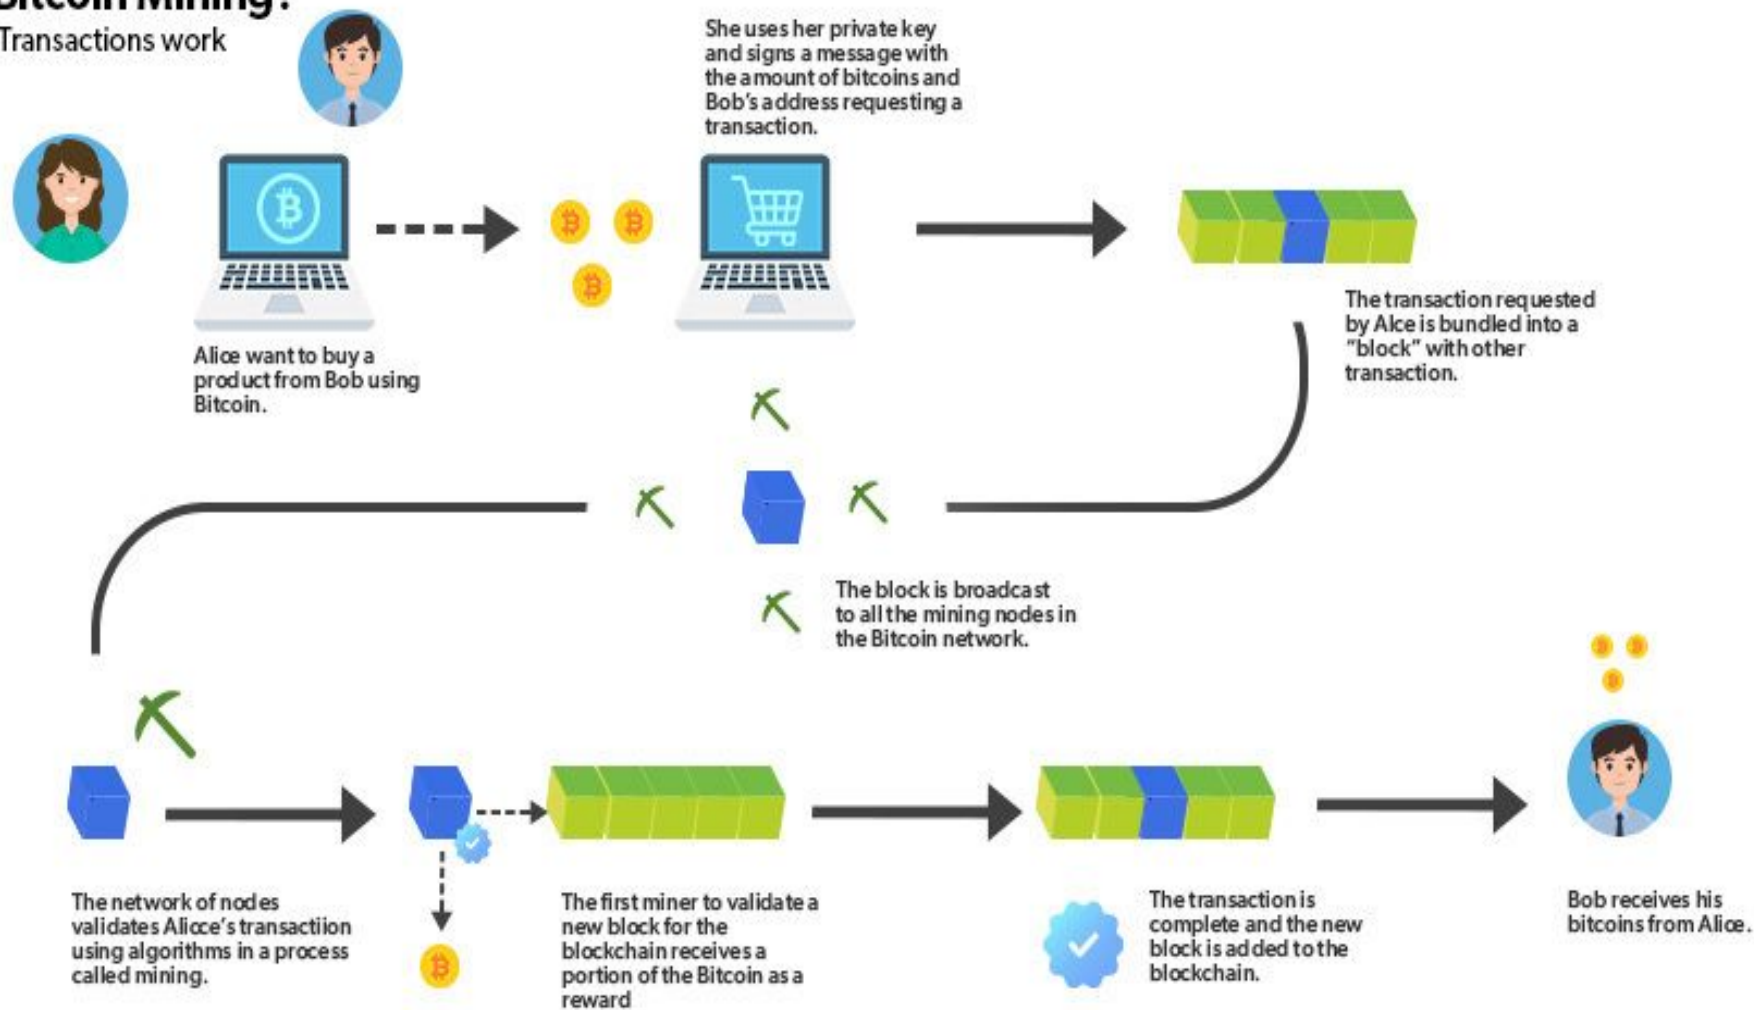 Bitcoin Mining?
Transactions work
She uses her private key
and signs a message with
the amount of bitcoins and
Bob's address requesting a
transaction.
Alice want to buy a
product from Bob using
Bitcoin.
The transaction requested
by Alce is bundled into a
"block" with other
transaction.
The block is broadcast
to all the mining nodes in
the Bitcoin network.
The network of nodes
validates Alicce's transactiion
using algorithms in a process
called mining.
The first miner to validate a
new block for the
blockchain receives a
portion of the Bitcoin as a
reward
The transaction is
complete and the new
block is added to the
blockchain.
Bob receives his
bitcoins from Alice.